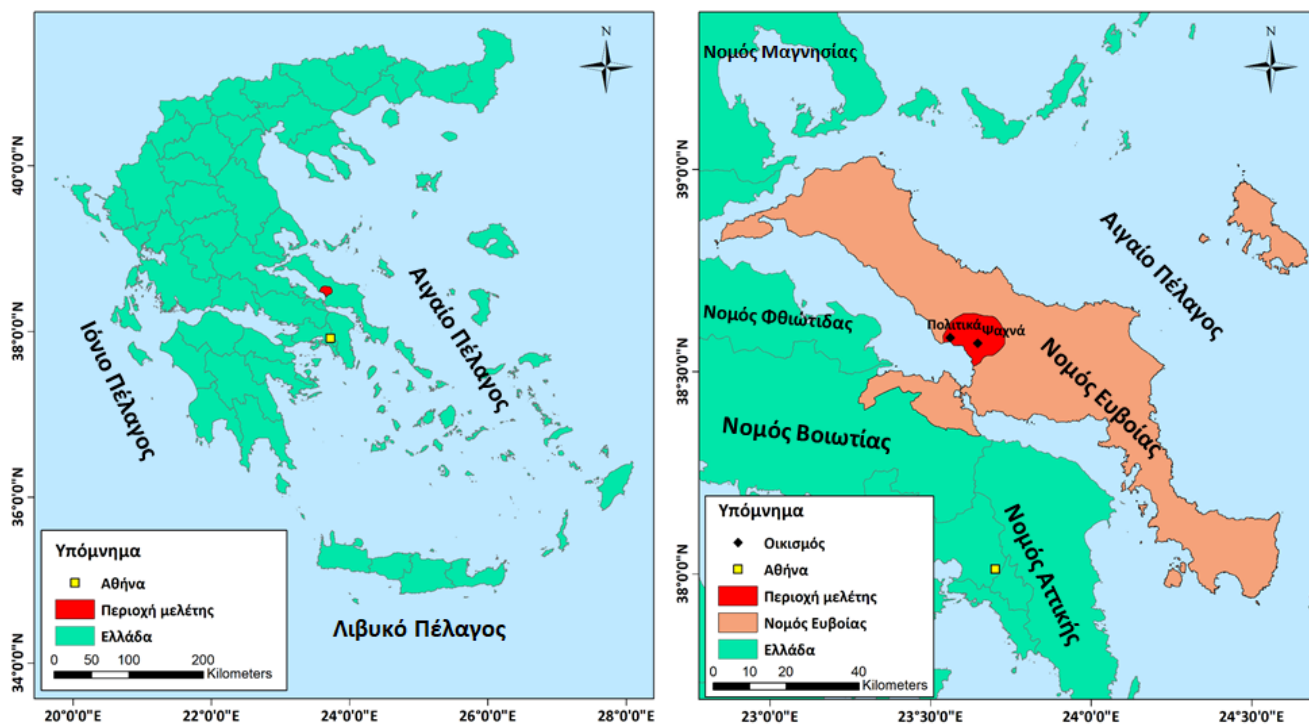 N
40°0'0"N
38°0'0"N
36°0'0"N
34°0'0"N
Ιόνιο Πέλαγος
Αιγαίο Πέλαγος
Λιβυκό Πέλαγος
Υπόμνημα
Αθήνα
Περιοχή μελέτης
Ελλάδα
0 50 100 200
Kilometers
20°0'0"E 22°0'0"E 24°0'0"E 26°0'0"E 28°0'0"E
N
Νομός Μαγνησίας
39°0'0"N
38°30'0"N
38°0'0"N
Αιγαίο Πέλαγος
Νομός Φθιώτιδας
Πολιτικά Ψαχνά
Νομός Ευβοίας
Νομός Βοιωτίας
Νομός Αττικής
Υπόμνημα
Οικισμός
Αθήνα
Περιοχή μελέτης
Νομός Ευβοίας
Ελλάδα
0 10 20 40
Kilometers
23°0'0"E 23°30'0"E 24°0'0"E 24°30'0"E